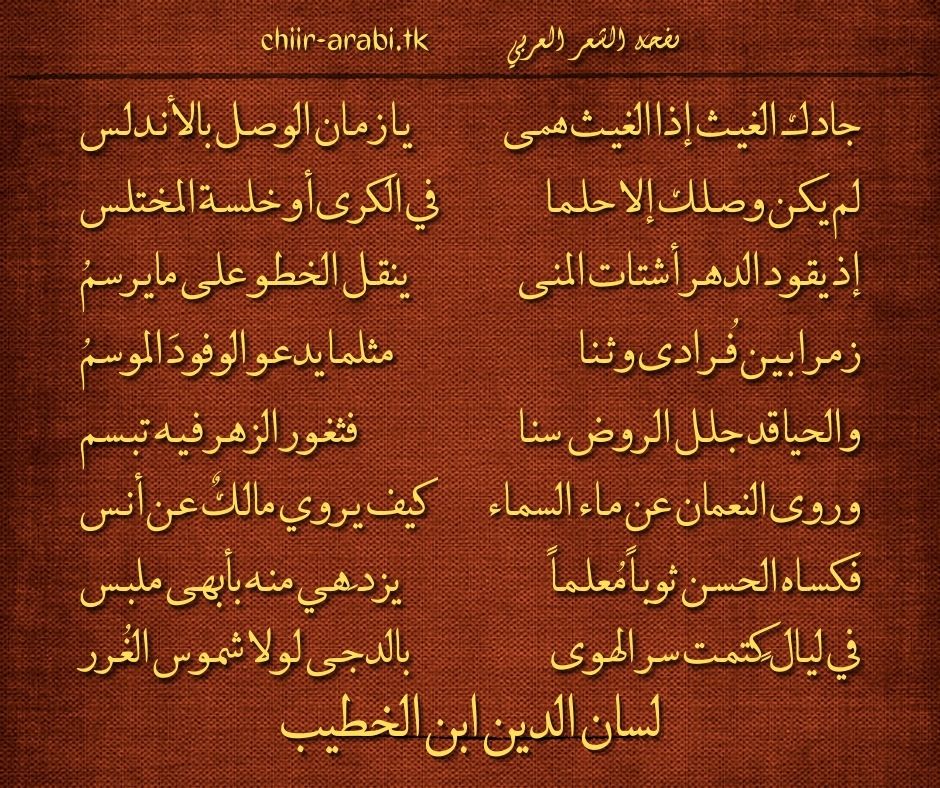 نفحه الشعر العربي chiir-arabi.tk
جادك الغيث إذا الغيث همى يا زمان الوصل بالأندلس
لم يكن وصلك إلا حلما في الكرى أو خلسة المختلس
إذ يقود الدهر أشتات المنى ينقل الخطو على ما يرسمُ
زمرا بين فُرادى وثنا مثلما يدعو الوفودَ الموسمُ
والحيا قد جلل الروض سنا فثغور الزهر فيه تبسم
وروى النعمان عن ماء السماء كيف يروي مالكٌ عن أنس
فكساه الحسن ثوباً مُعلماً يزدهي منه بأبهى ملبس
في ليالٍ كتمت سر الهوى بالدجى لولا شموس الغُرر
لسان الدين ابن الخطيب